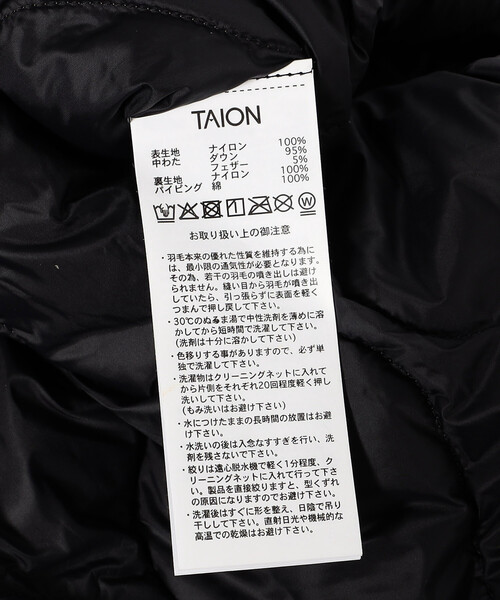 TAION
表生地 ナイロン 100%
中わた ダウン 95%
フェザー 5%
裏生地 ナイロン 100%
パイピング 綿 100%
お取り扱い上の御注意
・羽毛本来の優れた性質を維持する為に
は、最小限の通気性が必要となります。
その為、若干の羽毛の噴き出しは避け
られません。縫い目から羽毛が噴き出
していたら、引っ張らずに表面を軽く
つまんで押し戻して下さい。
・30℃のぬるま湯で中性洗剤を薄めに溶
かしてから短時間で洗濯して下さい。
(洗剤は十分に溶かして下さい)
・色移りする事がありますので、必ず単
独で洗濯して下さい。
・洗濯物はクリーニングネットに入れて
から片側をそれぞれ20回程度軽く押し
洗いして下さい。
(もみ洗いはお避け下さい)
・水につけたままの長時間の放置はお避
け下さい。
・水洗いの後は入念なすすぎを行い、洗
剤を残さないで下さい。
・絞りは遠心脱水機で軽く1分程度、ク
リーニングネットに入れて行って下さ
い。製品を直接絞りますと、型くずれ
の原因になりますのでお避け下さい。
・洗濯後はすぐに形を整え、日陰で吊り
干しして下さい。直射日光や機械的な
高温での乾燥はお避け下さい。